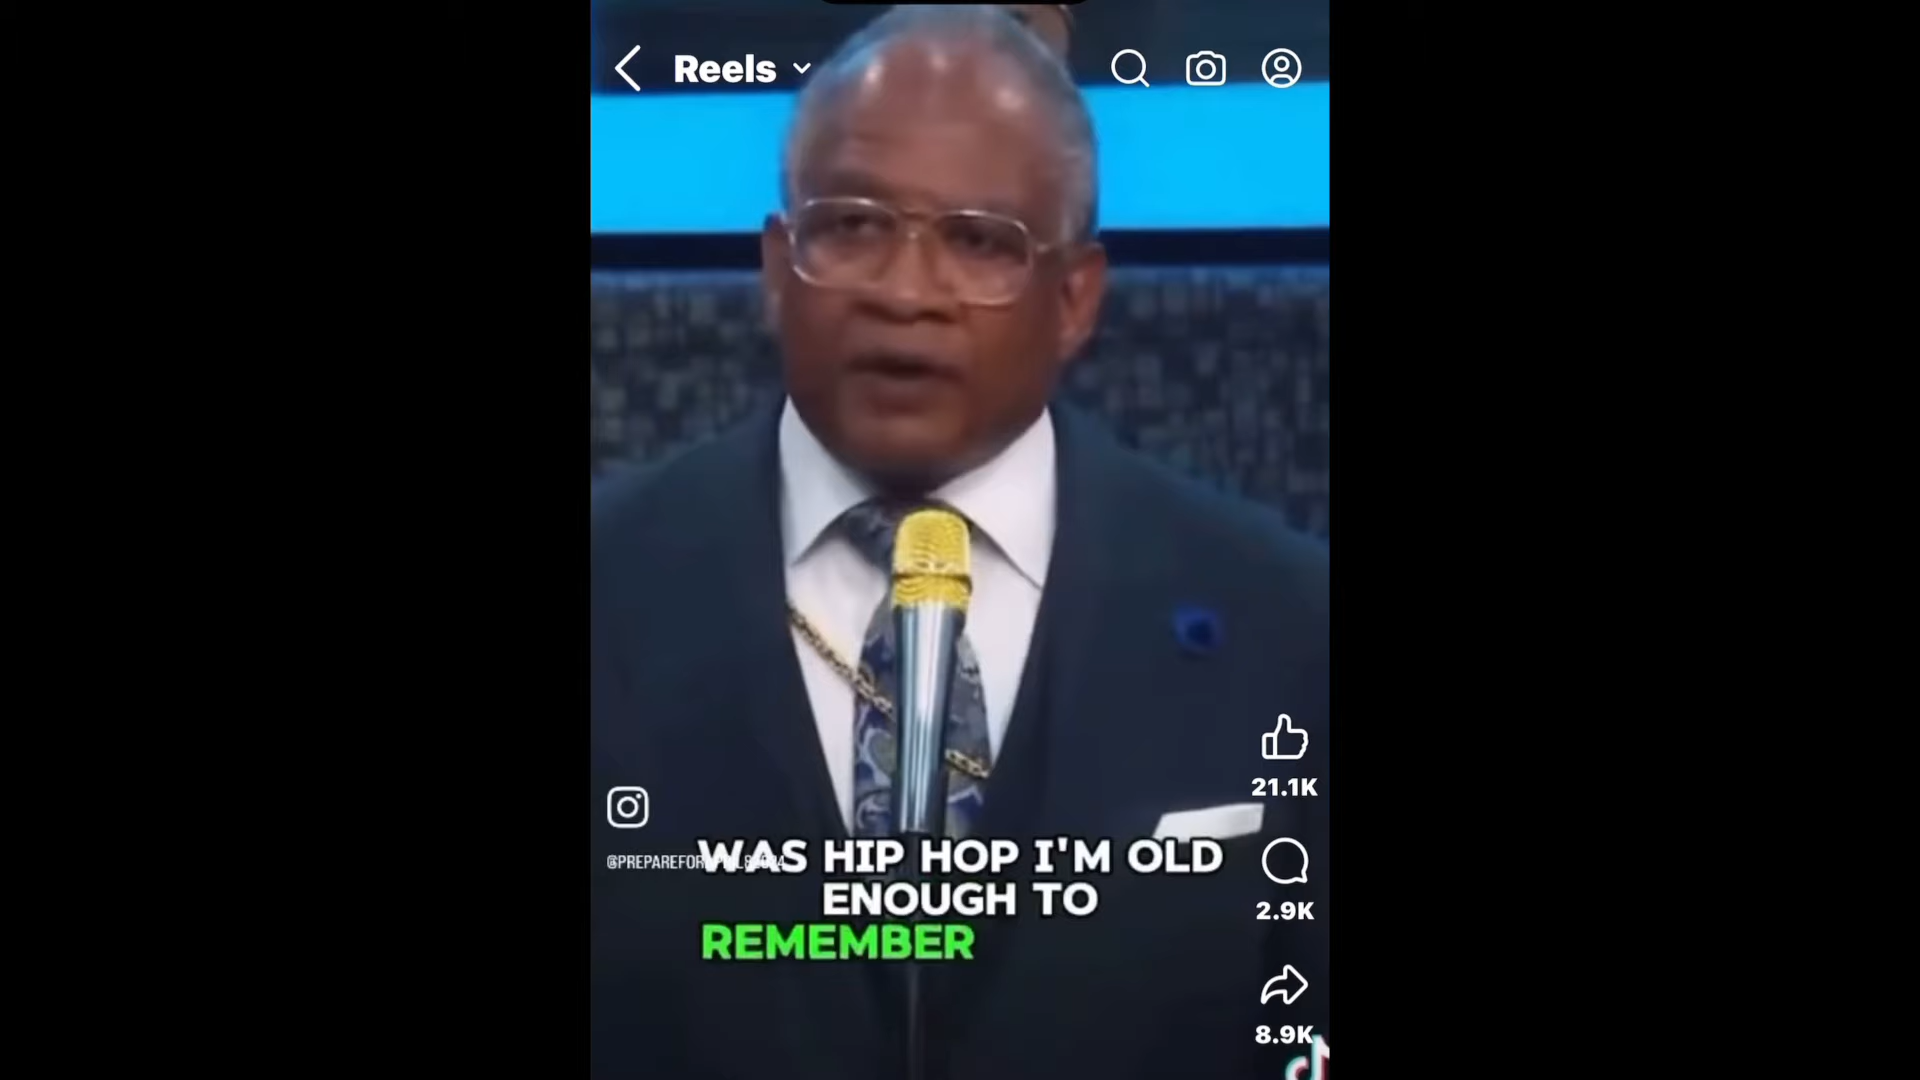 Reels
21.1K
WAS HIP HOP I'M OLD
ENOUGH TO
REMEMBER
2.9K
8.9K